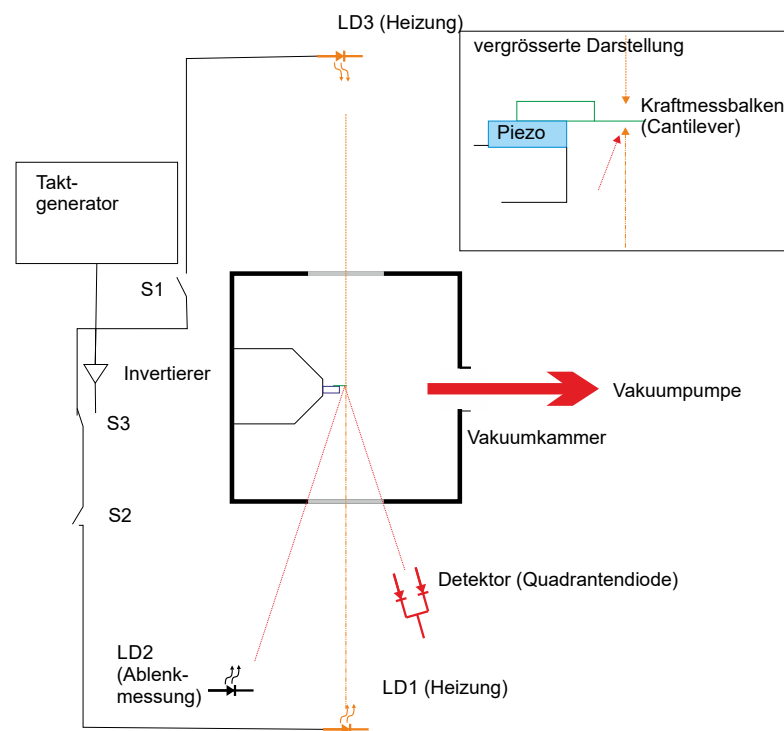 LD3 (Heizung)
vergrösserte Darstellung
Kraftmessbalken
(Cantilever)
Piezo
Takt-
generator
S1
Invertierer
S3
Vakuumpumpe
Vakuumkammer
S2
Detektor (Quadrantendiode)
LD2
(Ablenk-
messung)
LD1 (Heizung)